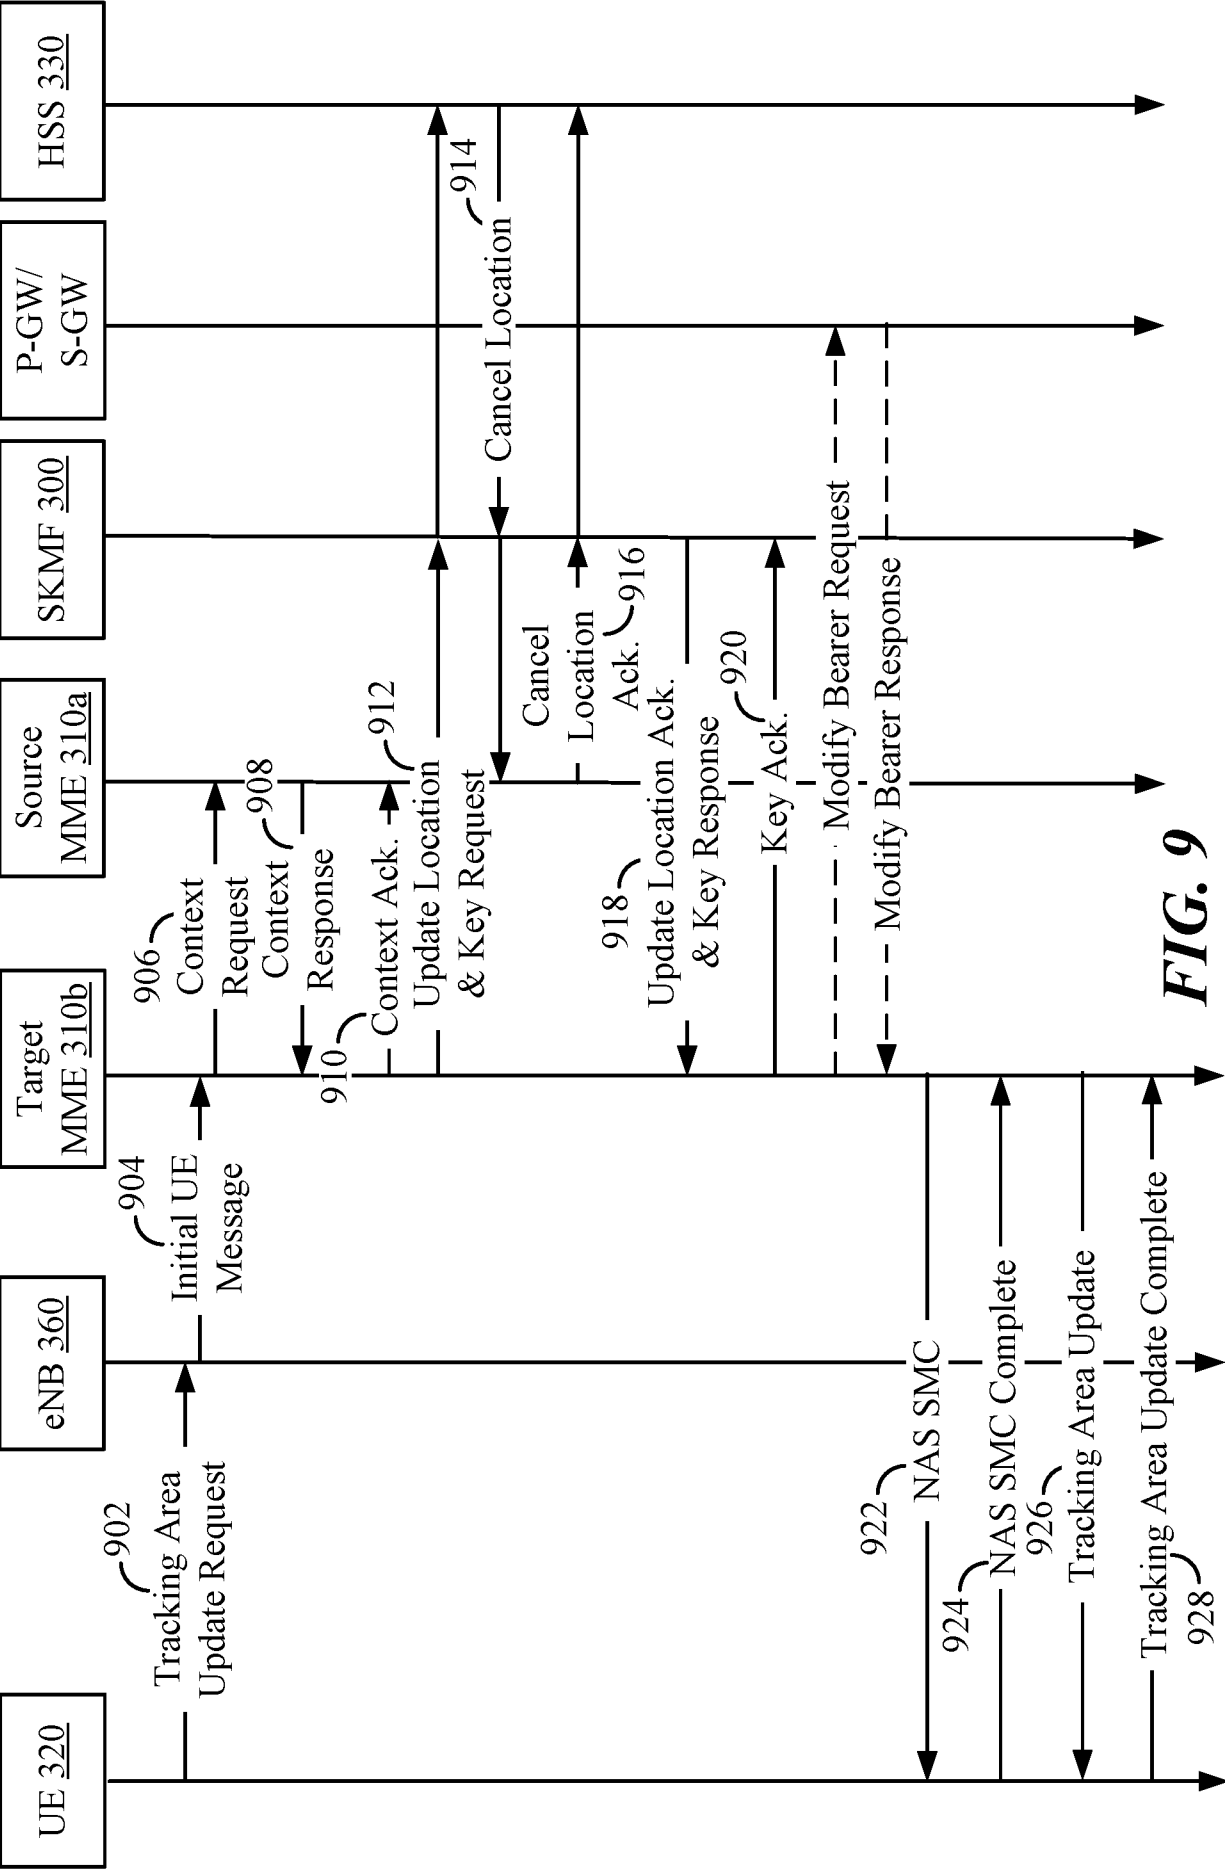 UE 320
eNB 360
Target
MME 310b
Source
MME 310a
SKMF 300
P-GW/
S-GW
HSS 330
902
Tracking Area
Update Request
904
Initial UE
Message
906
Context
Request
908
Context
Response
910
Context Ack.
912
Update Location
& Key Request
914
Cancel Location
Cancel
Location
Ack.
916
918
Update Location Ack.
& Key Response
920
Key Ack.
Modify Bearer Request
Modify Bearer Response
922
NAS SMC
924
NAS SMC Complete
926
Tracking Area Update
Tracking Area Update Complete
928
FIG. 9